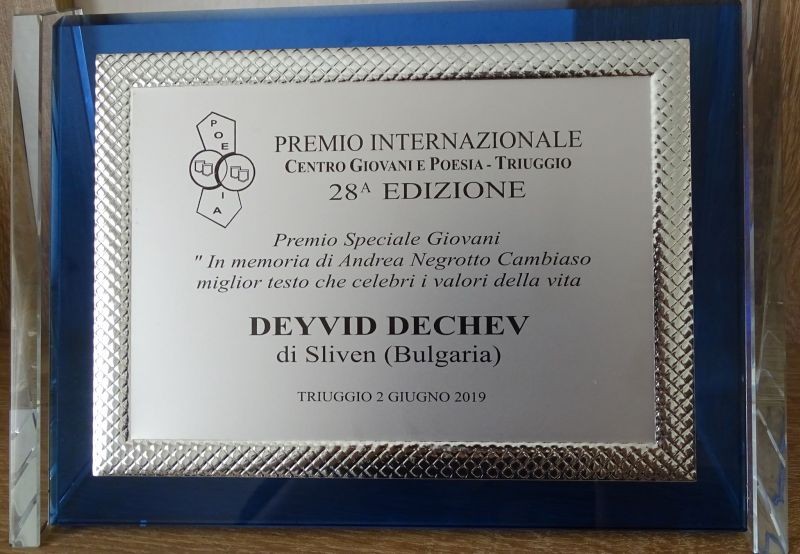 POESIA
PREMIO INTERNAZIONALE
CENTRO GIOVANI E POESIA - TRIUGGIO
28ᴬ EDIZIONE
Premio Speciale Giovani
" In memoria di Andrea Negrotto Cambiaso
miglior testo che celebri i valori della vita
DEYVID DECHEV
di Sliven (Bulgaria)
TRIUGGIO 2 GIUGNO 2019